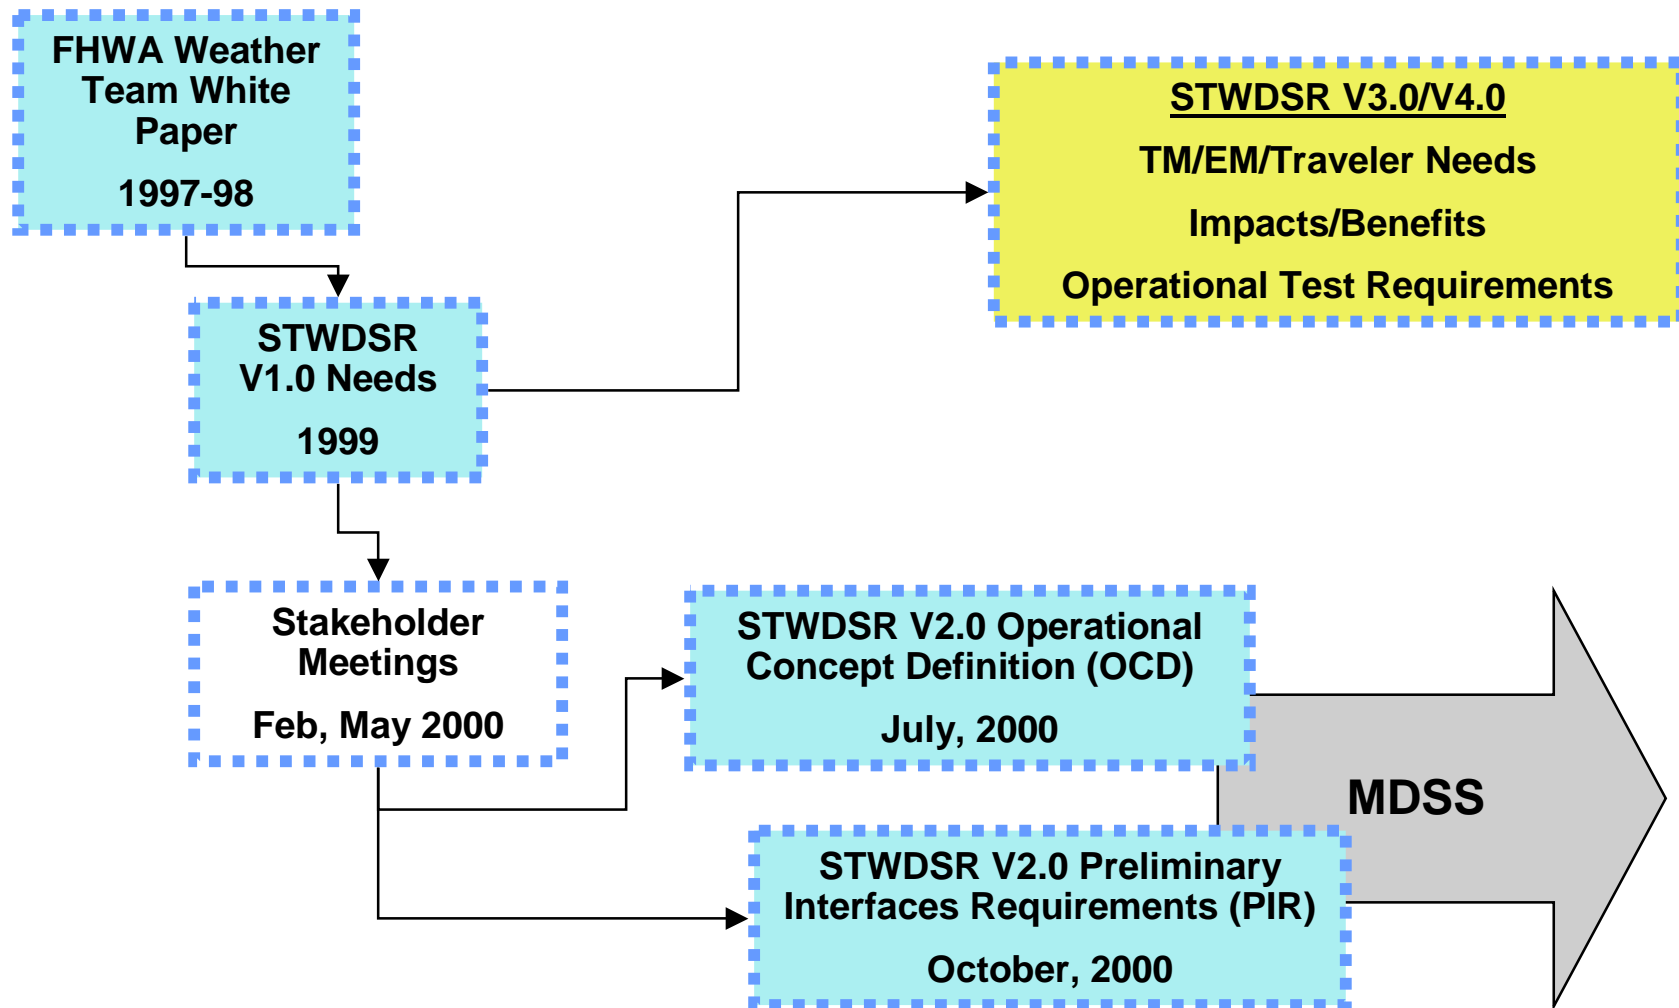 FHWA Weather
Team White
Paper
1997-98
STWDSR V3.0/V4.0
TM/EM/Traveler Needs
Impacts/Benefits
Operational Test Requirements
STWDSR
V1.0 Needs
1999
Stakeholder
Meetings
Feb, May 2000
STWDSR V2.0 Operational
Concept Definition (OCD)
July, 2000
MDSS
STWDSR V2.0 Preliminary
Interfaces Requirements (PIR)
October, 2000